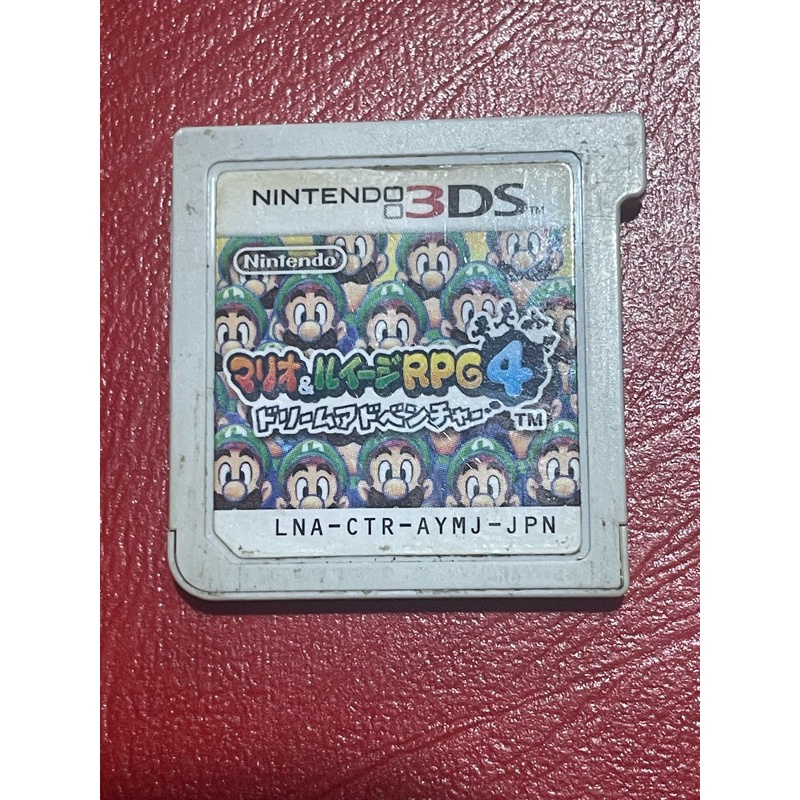 NINTENDO 3DS™
Nintendo
マリオ&ルイージRPG4
ドリームアドベンチャー TM
LNA-CTR-AYMJ-JPN